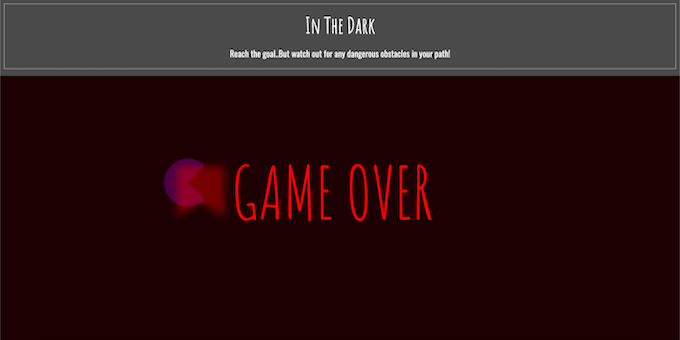 In The Dark
Reach the goal..But watch out for any dangerous obstacles in your path!
GAME OVER